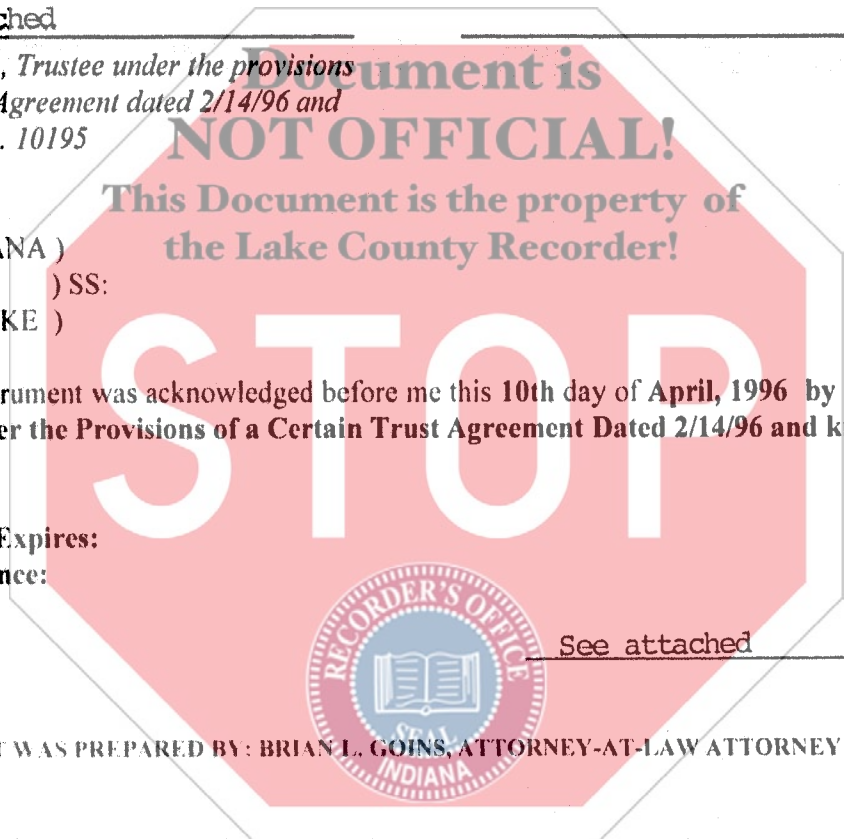 ched
, Trustee under the provisions
Agreement dated 2/14/96 and
. 10195
Document is
NOT OFFICIAL!
This Document is the property of
the Lake County Recorder!
ANA )
) SS:
KE )
STOP
rument was acknowledged before me this 10th day of April, 1996 by
er the Provisions of a Certain Trust Agreement Dated 2/14/96 and k
Expires:
nce:
RECORDER'S OFFICE
SEAL
INDIANA
See attached
T WAS PREPARED BY: BRIAN L. GOINS, ATTORNEY-AT-LAW ATTORNEY